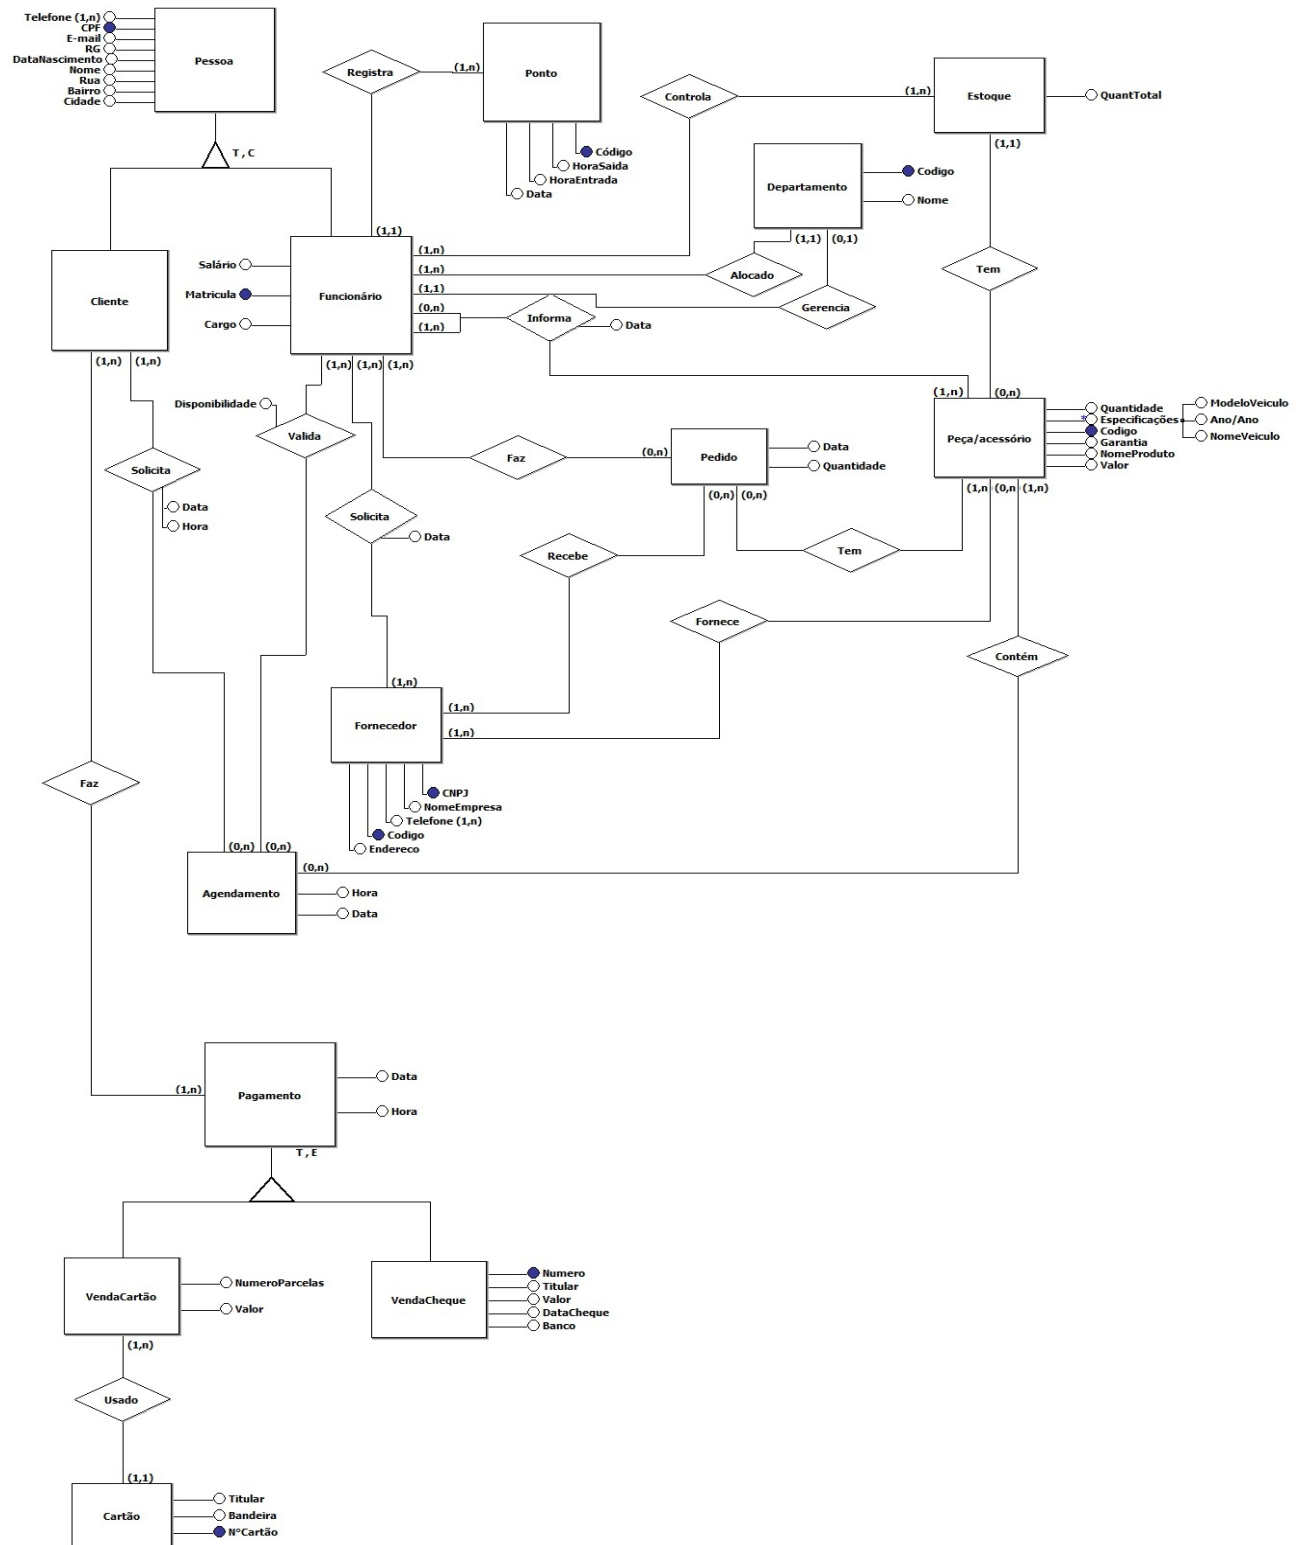 Telefone (1,n)
CPF
E-mail
RG
DataNascimento
Nome
Rua
Bairro
Cidade
Pessoa
T , C
Registra
(1,n)
Ponto
Código
HoraSaida
HoraEntrada
Data
Controla
(1,n)
Estoque
QuantTotal
(1,1)
Departamento
Codigo
Nome
(1,1)
(0,1)
Alocado
Gerencia
Tem
(1,1)
Salário
Matricula
Cargo
Funcionário
(1,n)
(1,n)
(1,1)
(0,n)
(1,n)
Informa
Data
(1,n)
(1,n)
(1,n)
Cliente
(1,n)
(1,n)
Disponibilidade
Valida
Solicita
Data
Hora
Solicita
Data
Faz
(0,n)
Pedido
Data
Quantidade
(0,n)
(0,n)
(1,n)
(0,n)
Peça/acessório
Quantidade
*
Especificações
Codigo
Garantia
NomeProduto
Valor
ModeloVeiculo
Ano/Ano
NomeVeiculo
(1,n)
(0,n)
(1,n)
Recebe
Tem
Fornece
Contém
(1,n)
Fornecedor
(1,n)
(1,n)
CNPJ
NomeEmpresa
Telefone (1,n)
Codigo
Endereco
Faz
(0,n)
(0,n)
(0,n)
Agendamento
Hora
Data
(1,n)
Pagamento
Data
Hora
T , E
VendaCartão
NumeroParcelas
Valor
(1,n)
VendaCheque
Numero
Titular
Valor
DataCheque
Banco
Usado
(1,1)
Cartão
Titular
Bandeira
NºCartão